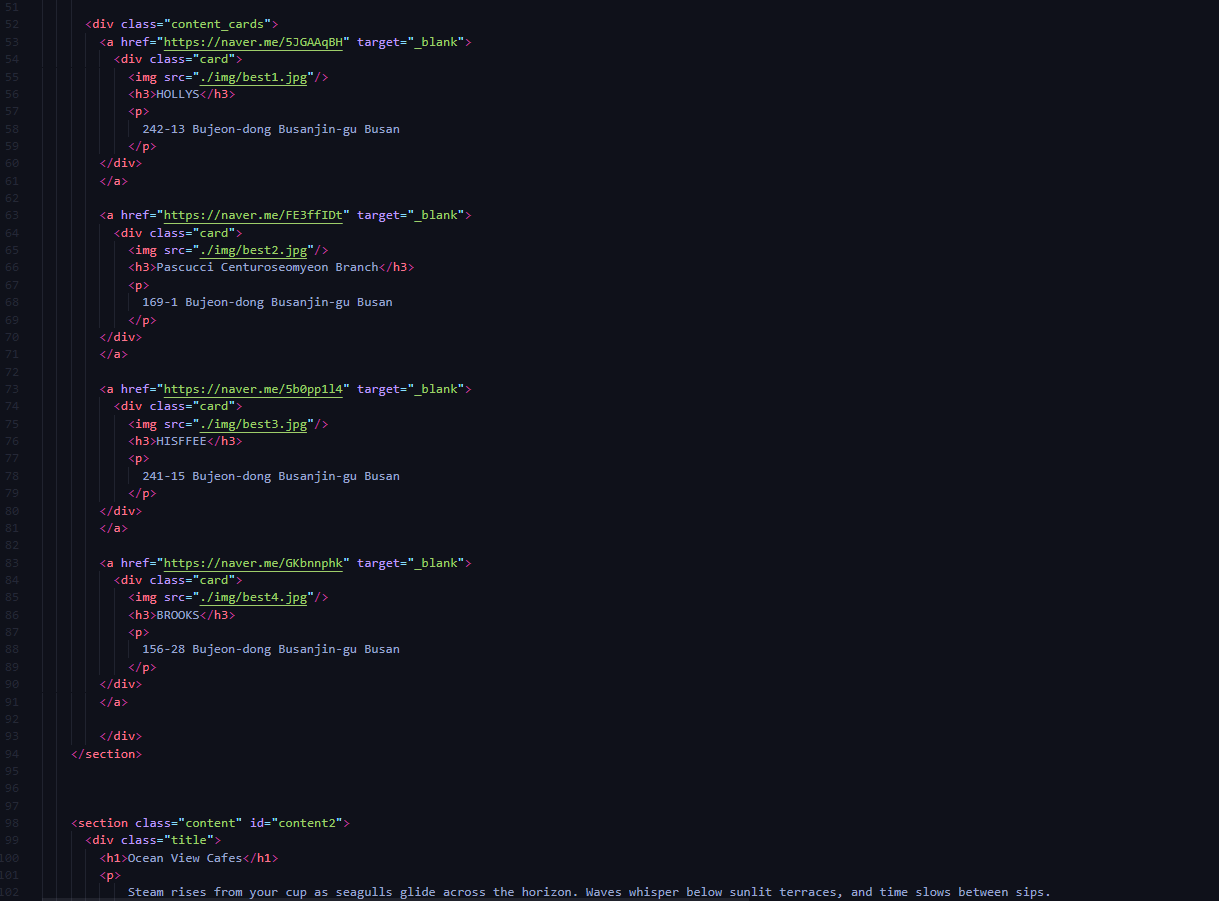 51
52 <div class="content_cards">
53 <a href="https://naver.me/5JGAAqBH" target="_blank">
54 <div class="card">
55 <img src="./img/best1.jpg"/>
56 <h3>HOLLYS</h3>
57 <p>
58 242-13 Bujeon-dong Busanjin-gu Busan
59 </p>
60 </div>
61 </a>
62
63 <a href="https://naver.me/FE3ffIDt" target="_blank">
64 <div class="card">
65 <img src="./img/best2.jpg"/>
66 <h3>Pascucci Centuroseomyeon Branch</h3>
67 <p>
68 169-1 Bujeon-dong Busanjin-gu Busan
69 </p>
70 </div>
71 </a>
72
73 <a href="https://naver.me/5b0pp1l4" target="_blank">
74 <div class="card">
75 <img src="./img/best3.jpg"/>
76 <h3>HISFFEE</h3>
77 <p>
78 241-15 Bujeon-dong Busanjin-gu Busan
79 </p>
80 </div>
81 </a>
82
83 <a href="https://naver.me/GKbnnphk" target="_blank">
84 <div class="card">
85 <img src="./img/best4.jpg"/>
86 <h3>BROOKS</h3>
87 <p>
88 156-28 Bujeon-dong Busanjin-gu Busan
89 </p>
90 </div>
91 </a>
92
93 </div>
94 </section>
95
96
97
98 <section class="content" id="content2">
99 <div class="title">
100 <h1>Ocean View Cafes</h1>
101 <p>
102 Steam rises from your cup as seagulls glide across the horizon. Waves whisper below sunlit terraces, and time slows between sips.